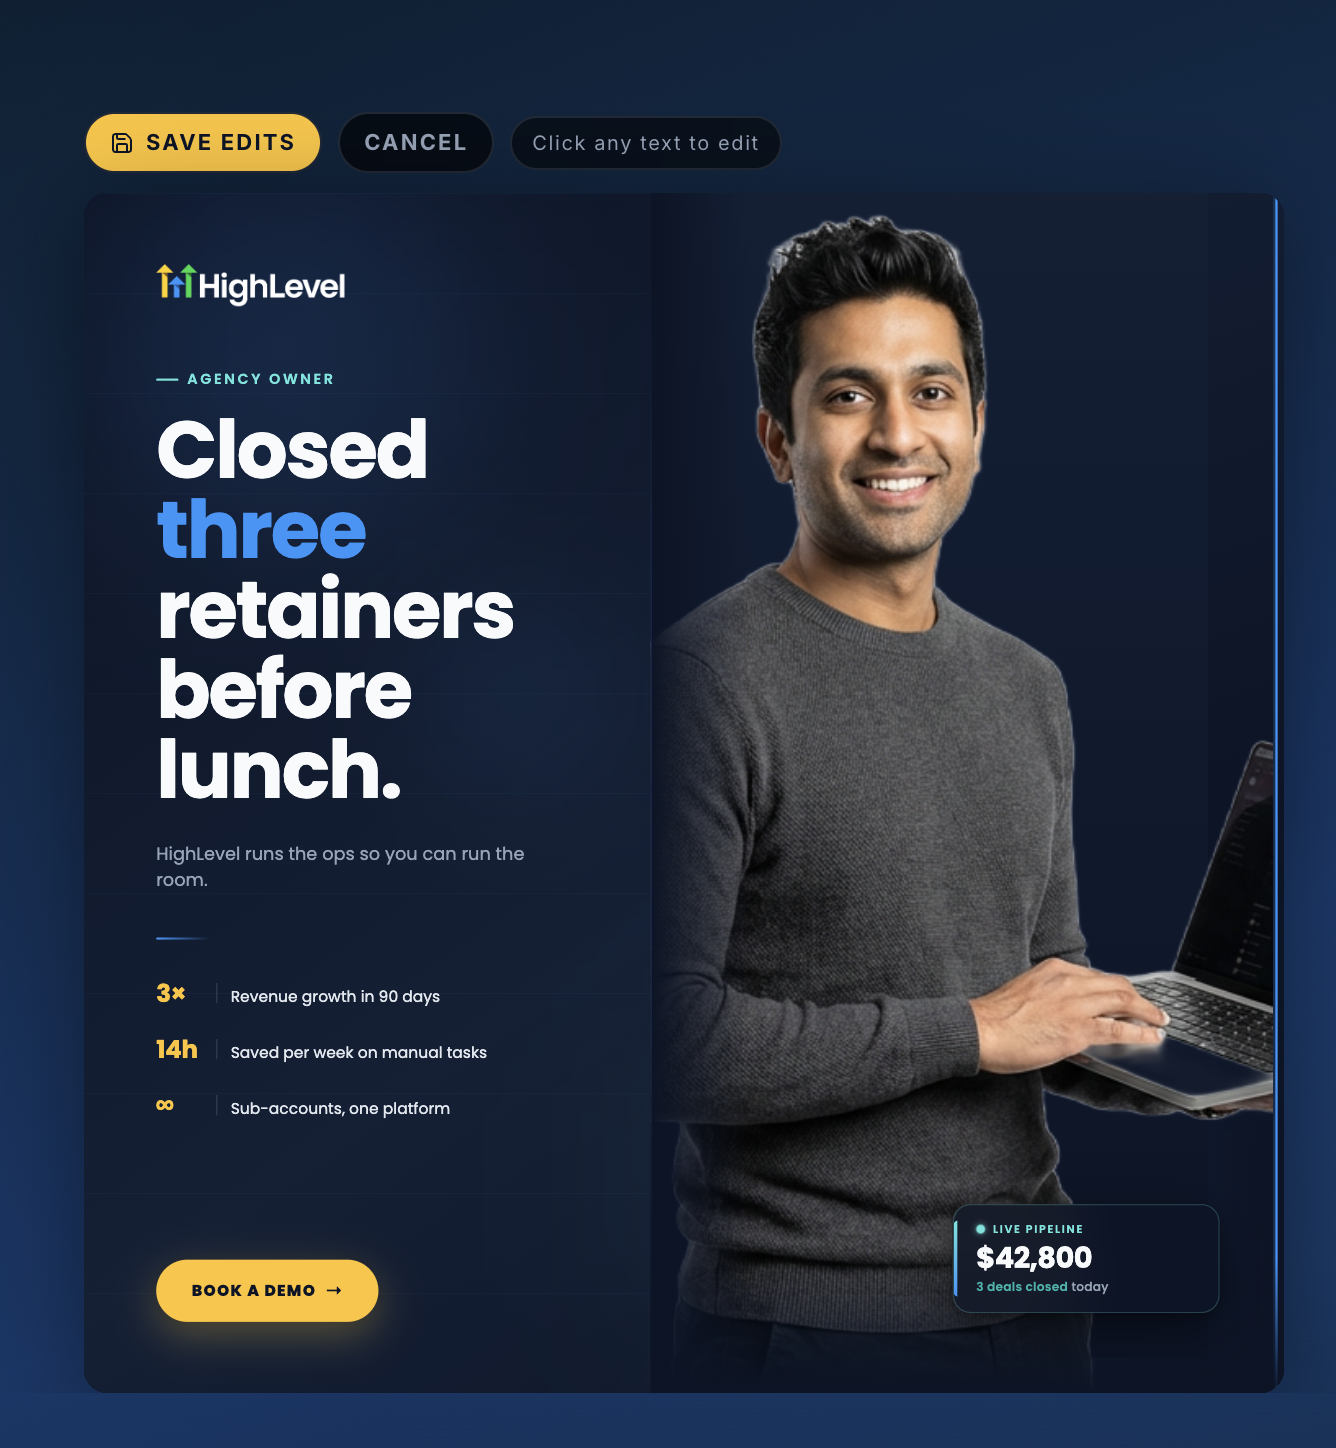 SAVE EDITS
CANCEL
Click any text to edit
HighLevel
AGENCY OWNER
Closed
three
retainers
before
lunch.
HighLevel runs the ops so you can run the
room.
3× Revenue growth in 90 days
14h Saved per week on manual tasks
∞ Sub-accounts, one platform
BOOK A DEMO →
LIVE PIPELINE
$42,800
3 deals closed today